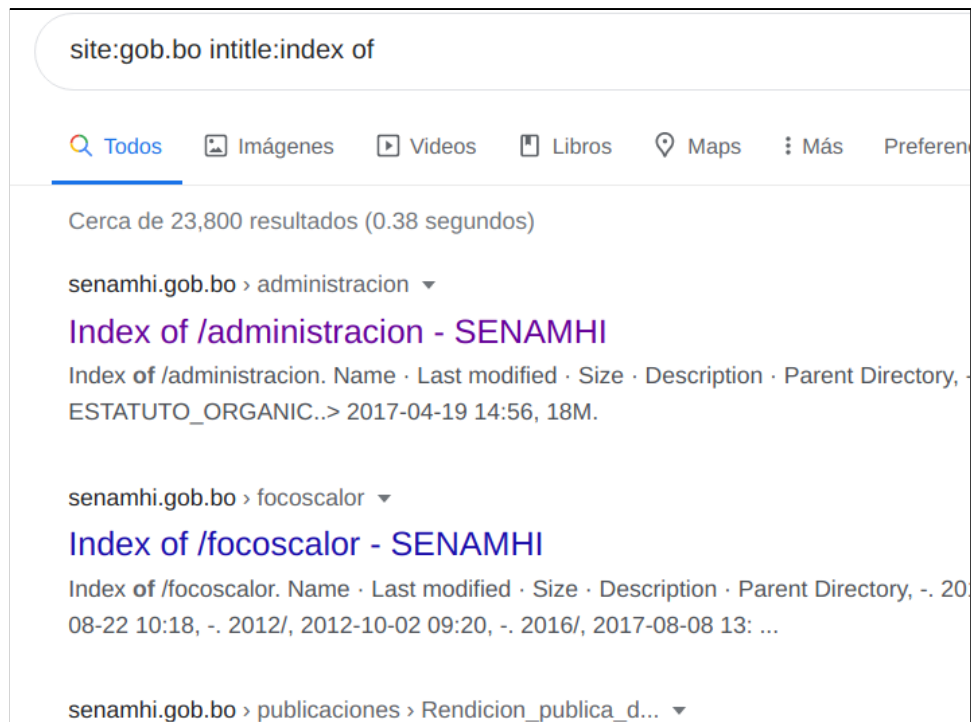 site:gob.bo intitle:index of
Todos Imágenes Videos Libros Maps Más Preferen
Cerca de 23,800 resultados (0.38 segundos)
senamhi.gob.bo › administracion
Index of /administracion - SENAMHI
Index of /administracion. Name · Last modified · Size · Description · Parent Directory, -
ESTATUTO_ORGANIC..> 2017-04-19 14:56, 18M.
senamhi.gob.bo › focoscalor
Index of /focoscalor - SENAMHI
Index of /focoscalor. Name · Last modified · Size · Description · Parent Directory, -. 201
08-22 10:18, -. 2012/, 2012-10-02 09:20, -. 2016/, 2017-08-08 13: ...
senamhi.gob.bo › publicaciones › Rendicion_publica_d...